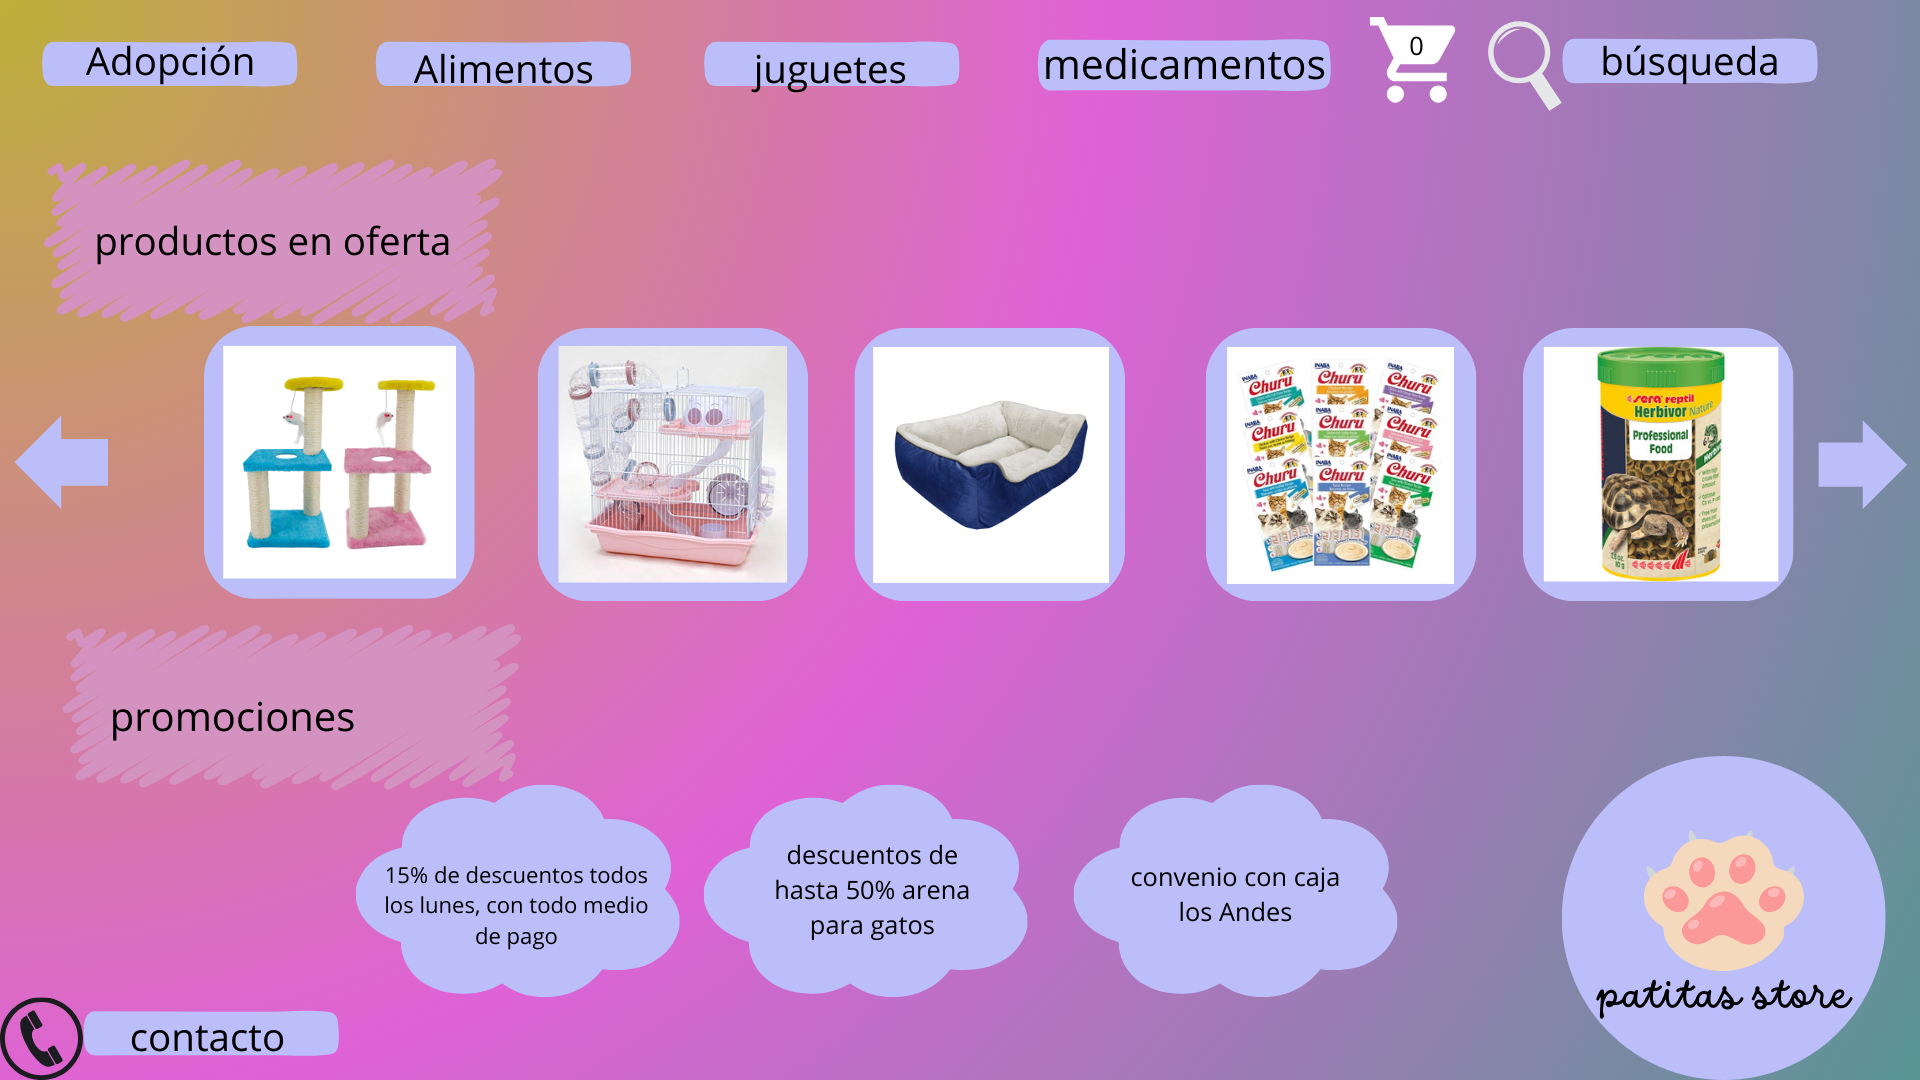 Adopción
Alimentos
juguetes
medicamentos
0
búsqueda
productos en oferta
INABA
Churu
INABA
Churu
INABA
Churu
INABA
Churu
Churu
Churu
INABA
Churu
INABA
Churu
INABA
Churu
sera reptil
Herbivor Nature
Professional
Food
promociones
15% de descuentos todos
los lunes, con todo medio
de pago
descuentos de
hasta 50% arena
para gatos
convenio con caja
los Andes
patitas store
contacto